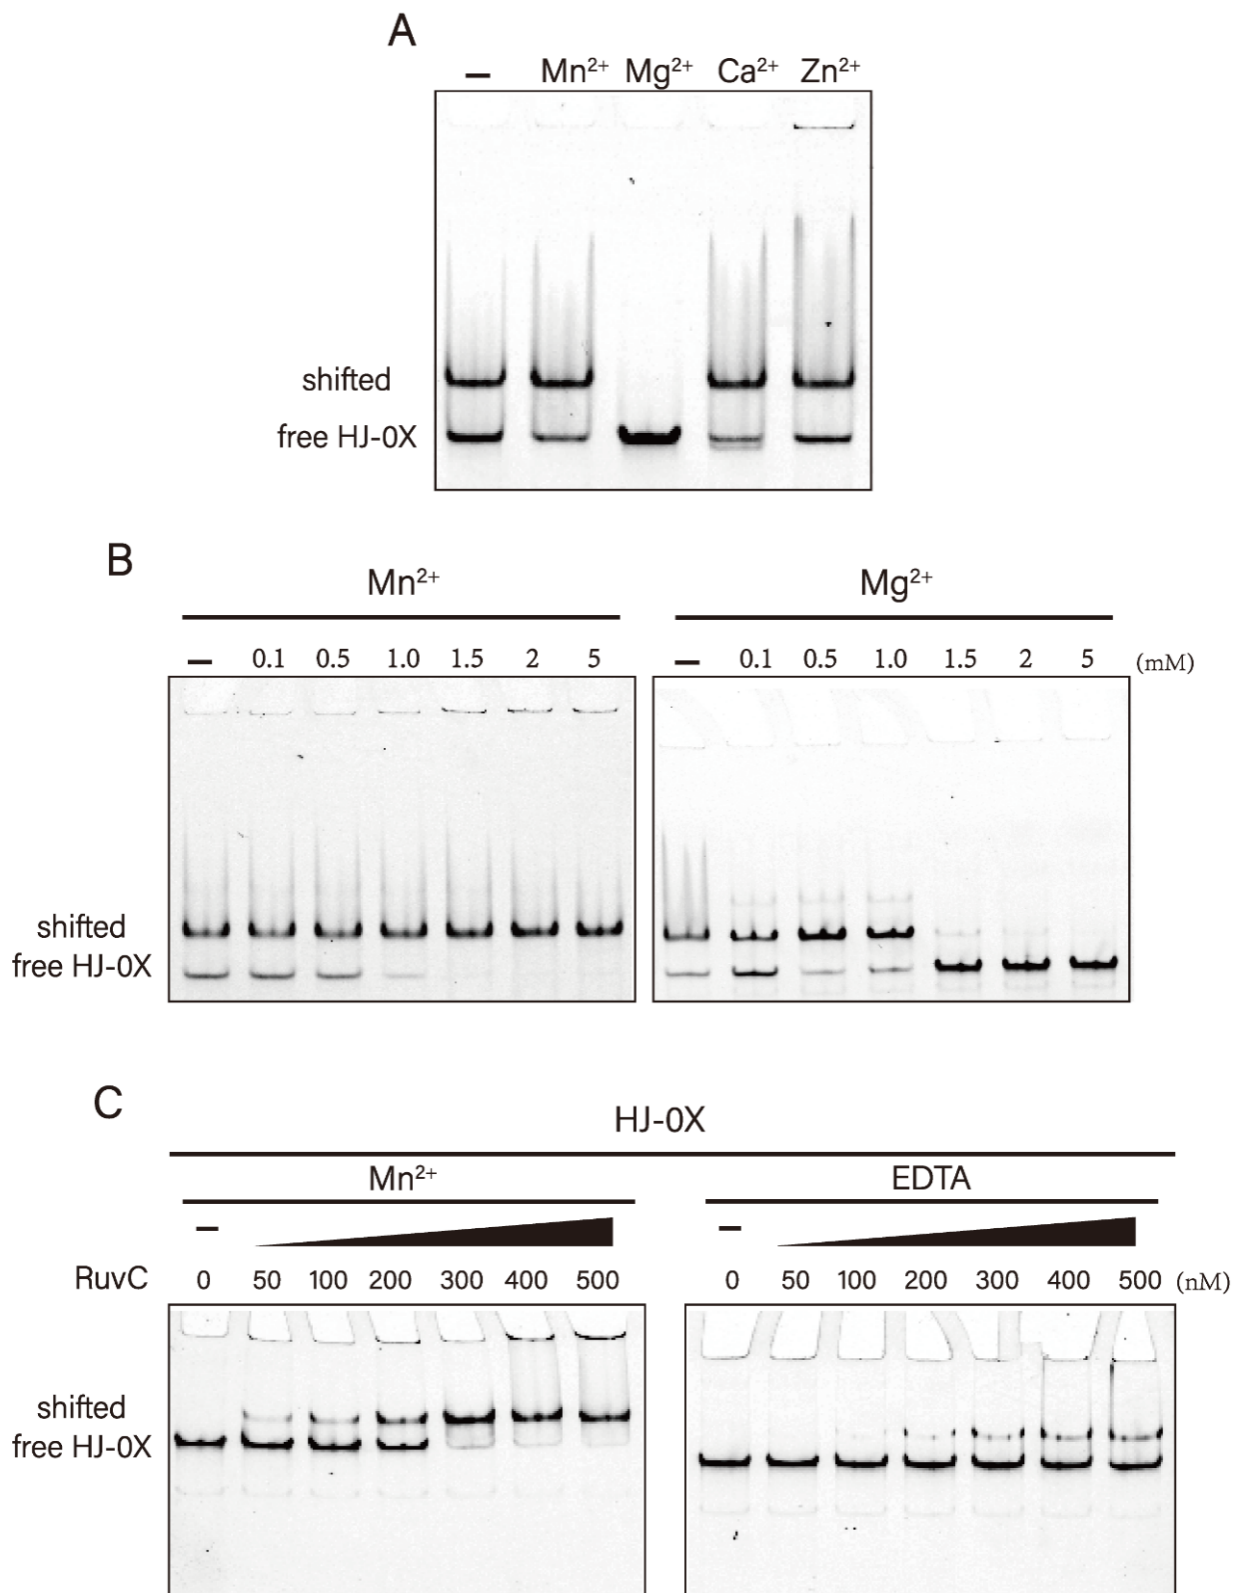 A
– Mn²⁺ Mg²⁺ Ca²⁺ Zn²⁺
shifted
free HJ-0X
B
Mn²⁺ Mg²⁺
– 0.1 0.5 1.0 1.5 2 5 – 0.1 0.5 1.0 1.5 2 5 (mM)
shifted
free HJ-0X
C
HJ-0X
Mn²⁺ EDTA
– –
RuvC 0 50 100 200 300 400 500 0 50 100 200 300 400 500 (nM)
shifted
free HJ-0X